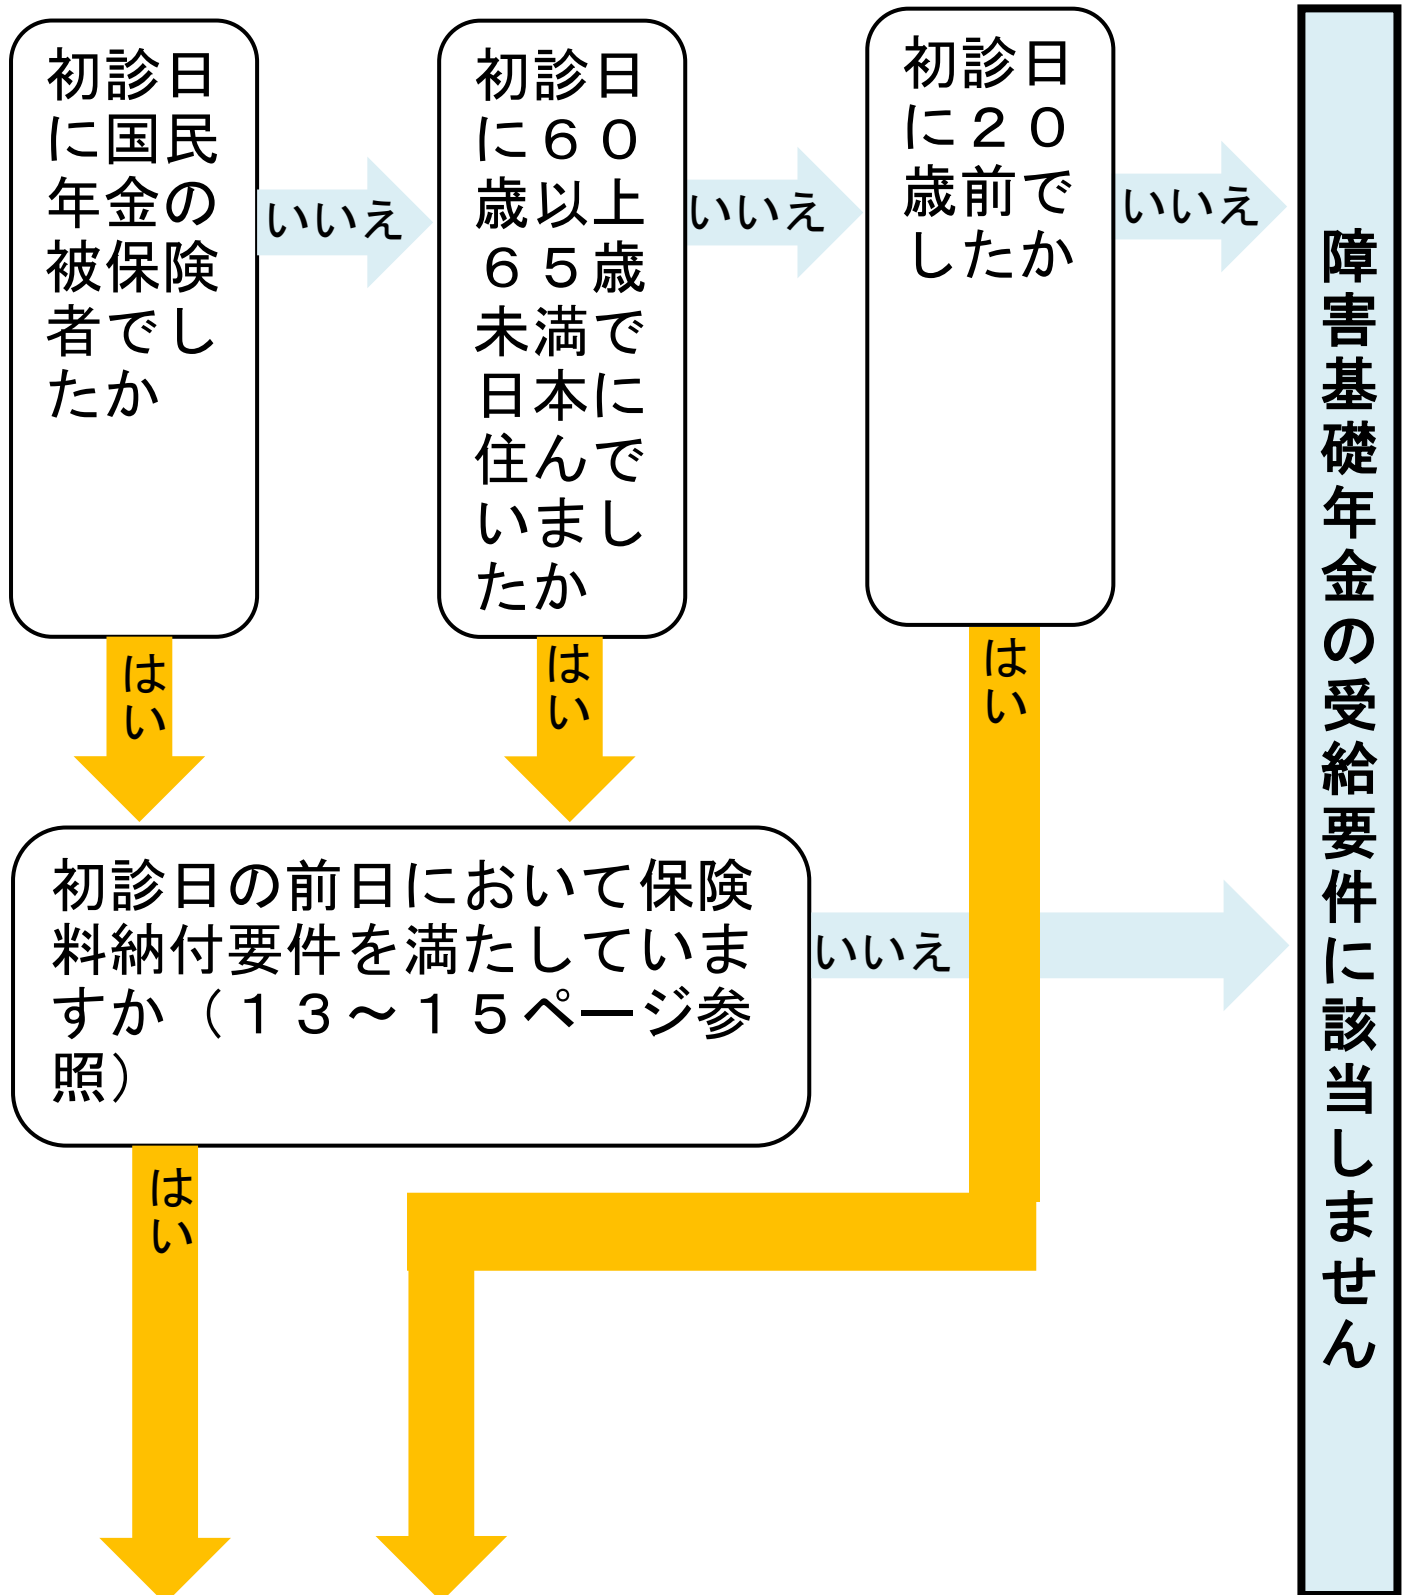 初診日
に国民
年金の
被保険
者でし
たか
いいえ
初診日
に６０
歳以上
６５歳
未満で
日本に
住んで
いまし
たか
いいえ
初診日
に２０
歳前で
したか
いいえ
はい
はい
はい
初診日の前日において保険
料納付要件を満たしていま
すか（１３～１５ページ参
照）
いいえ
はい
障害基礎年金の受給要件に該当しません